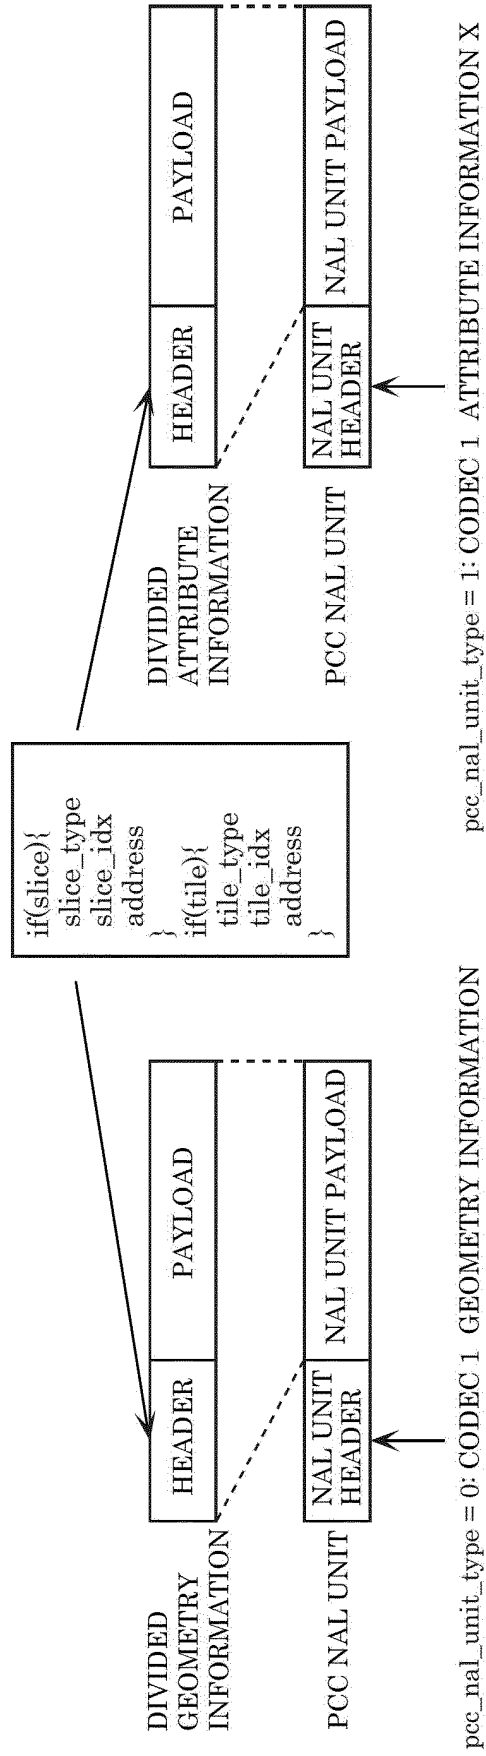 if(slice){
slice_type
slice_idx
address
}
if(tile){
tile_type
tile_idx
address
}
DIVIDED
GEOMETRY
INFORMATION
HEADER
PAYLOAD
PCC NAL UNIT
NAL UNIT
HEADER
NAL UNIT PAYLOAD
pcc_nal_unit_type = 0: CODEC 1 GEOMETRY INFORMATION
DIVIDED
ATTRIBUTE
INFORMATION
HEADER
PAYLOAD
PCC NAL UNIT
NAL UNIT
HEADER
NAL UNIT PAYLOAD
pcc_nal_unit_type = 1: CODEC 1 ATTRIBUTE INFORMATION X